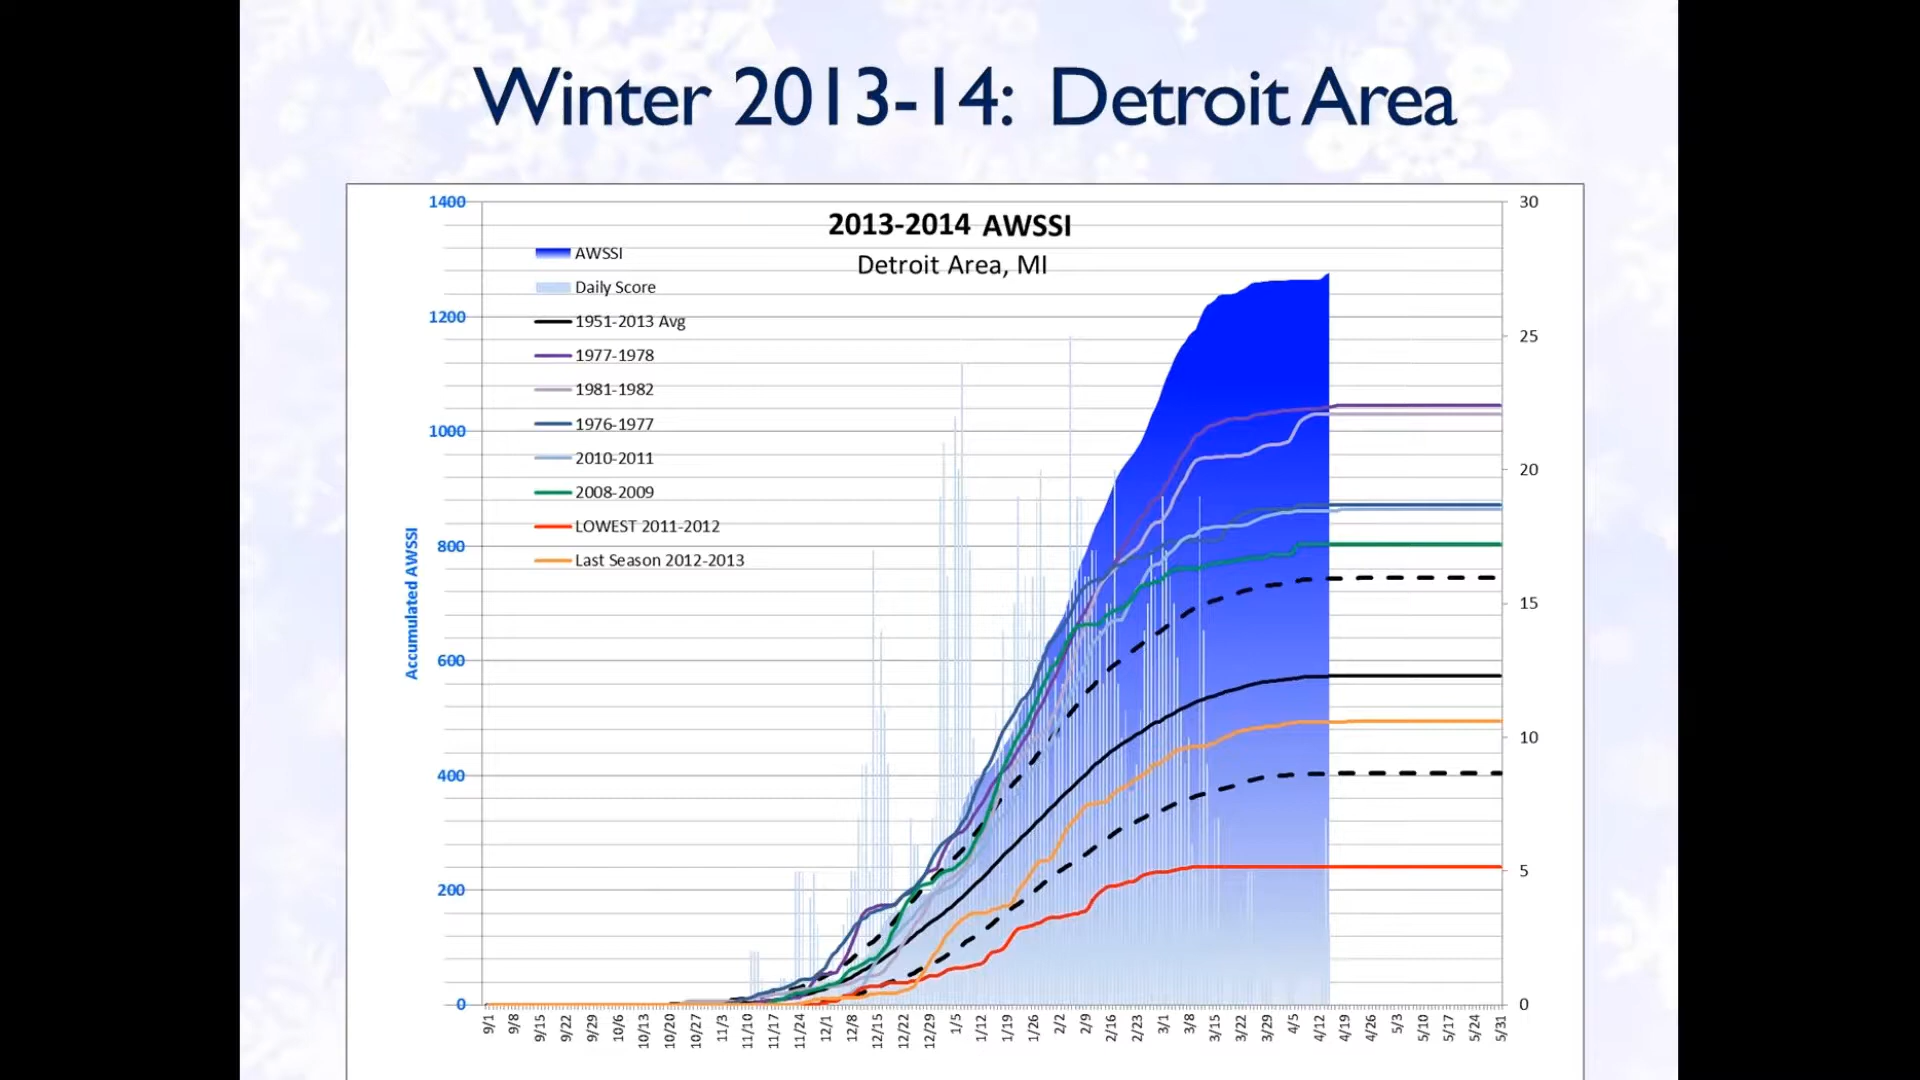 Winter 2013-14: Detroit Area
2013-2014 AWSSI
Detroit Area, MI
AWSSI
Daily Score
1951-2013 Avg
1977-1978
1981-1982
1976-1977
2010-2011
2008-2009
LOWEST 2011-2012
Last Season 2012-2013
Accumulated AWSSI
1400
1200
1000
800
600
400
200
0
30
25
20
15
10
5
0
9/1 9/8 9/15 9/22 9/29 10/6 10/13 10/20 10/27 11/3 11/10 11/17 11/24 12/1 12/8 12/15 12/22 12/29 1/5 1/12 1/19 1/26 2/2 2/9 2/16 2/23 3/1 3/8 3/15 3/22 3/29 4/5 4/12 4/19 4/26 5/3 5/10 5/17 5/24 5/31